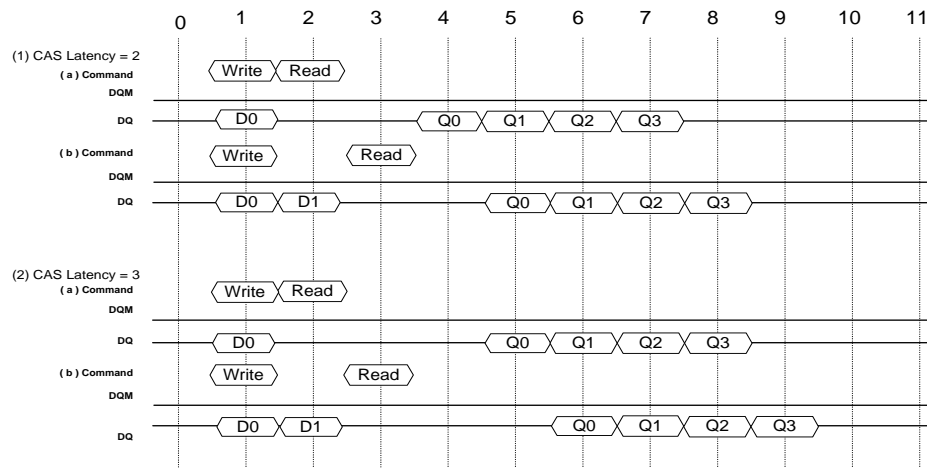 0 1 2 3 4 5 6 7 8 9 10 11
(1) CAS Latency = 2
( a ) Command Write Read
DQM
DQ D0 Q0 Q1 Q2 Q3
( b ) Command Write Read
DQM
DQ D0 D1 Q0 Q1 Q2 Q3
(2) CAS Latency = 3
( a ) Command Write Read
DQM
DQ D0 Q0 Q1 Q2 Q3
( b ) Command Write Read
DQM
DQ D0 D1 Q0 Q1 Q2 Q3